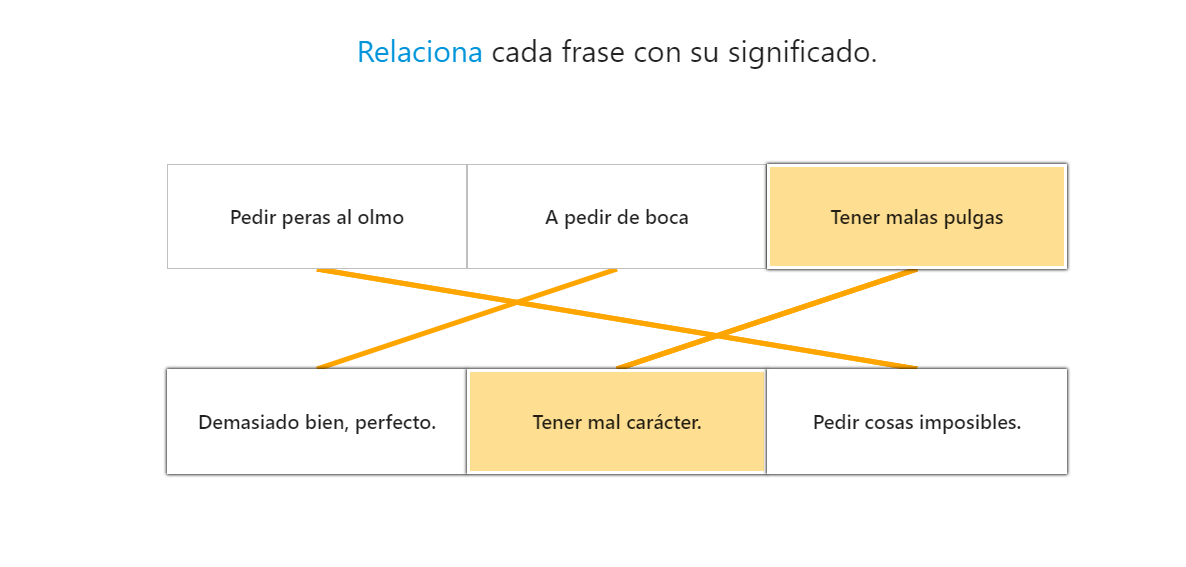 Relaciona cada frase con su significado.
Pedir peras al olmo
A pedir de boca
Tener malas pulgas
Demasiado bien, perfecto.
Tener mal carácter.
Pedir cosas imposibles.